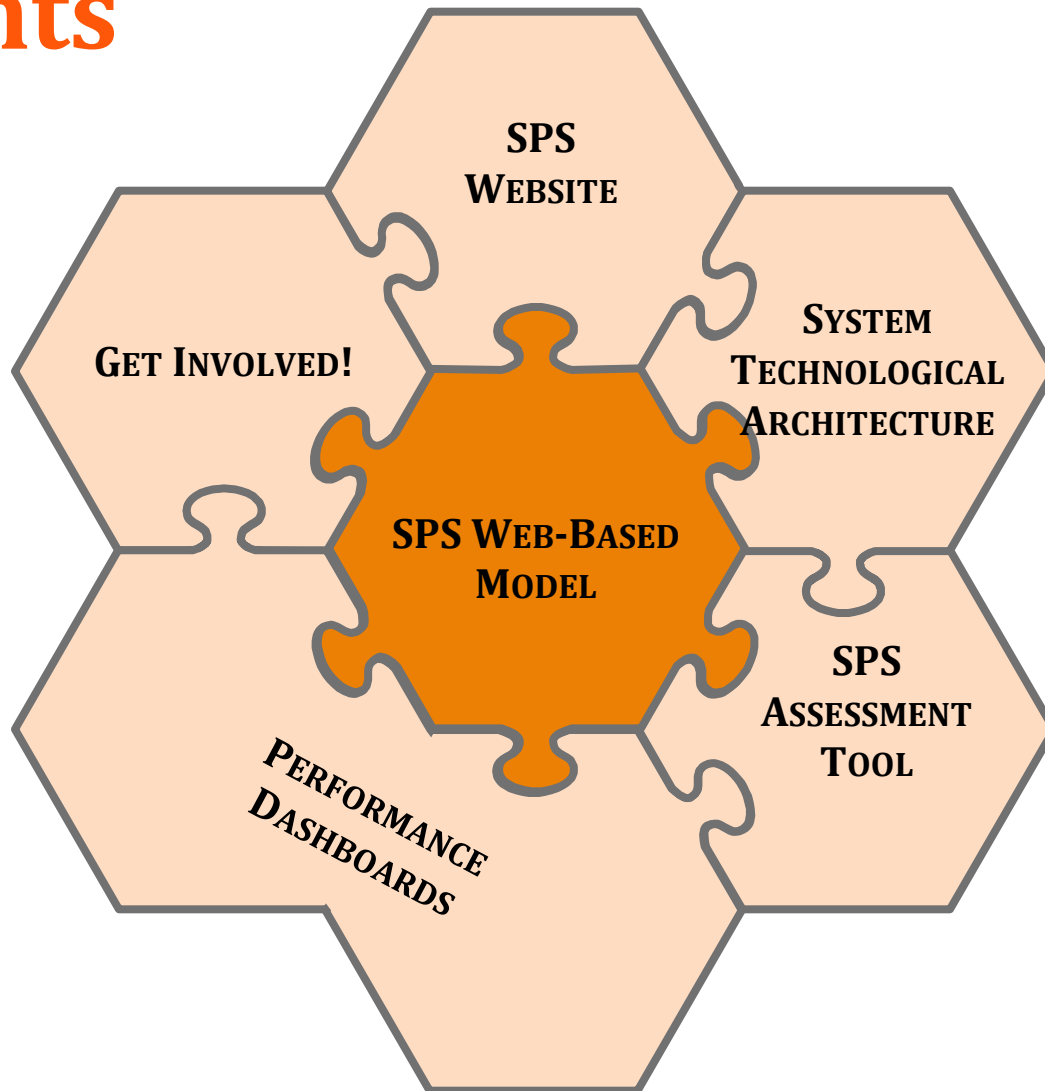 nts
SPS
WEBSITE
GET INVOLVED!
SYSTEM
TECHNOLOGICAL
ARCHITECTURE
SPS WEB-BASED
MODEL
SPS
ASSESSMENT
TOOL
PERFORMANCE
DASHBOARDS